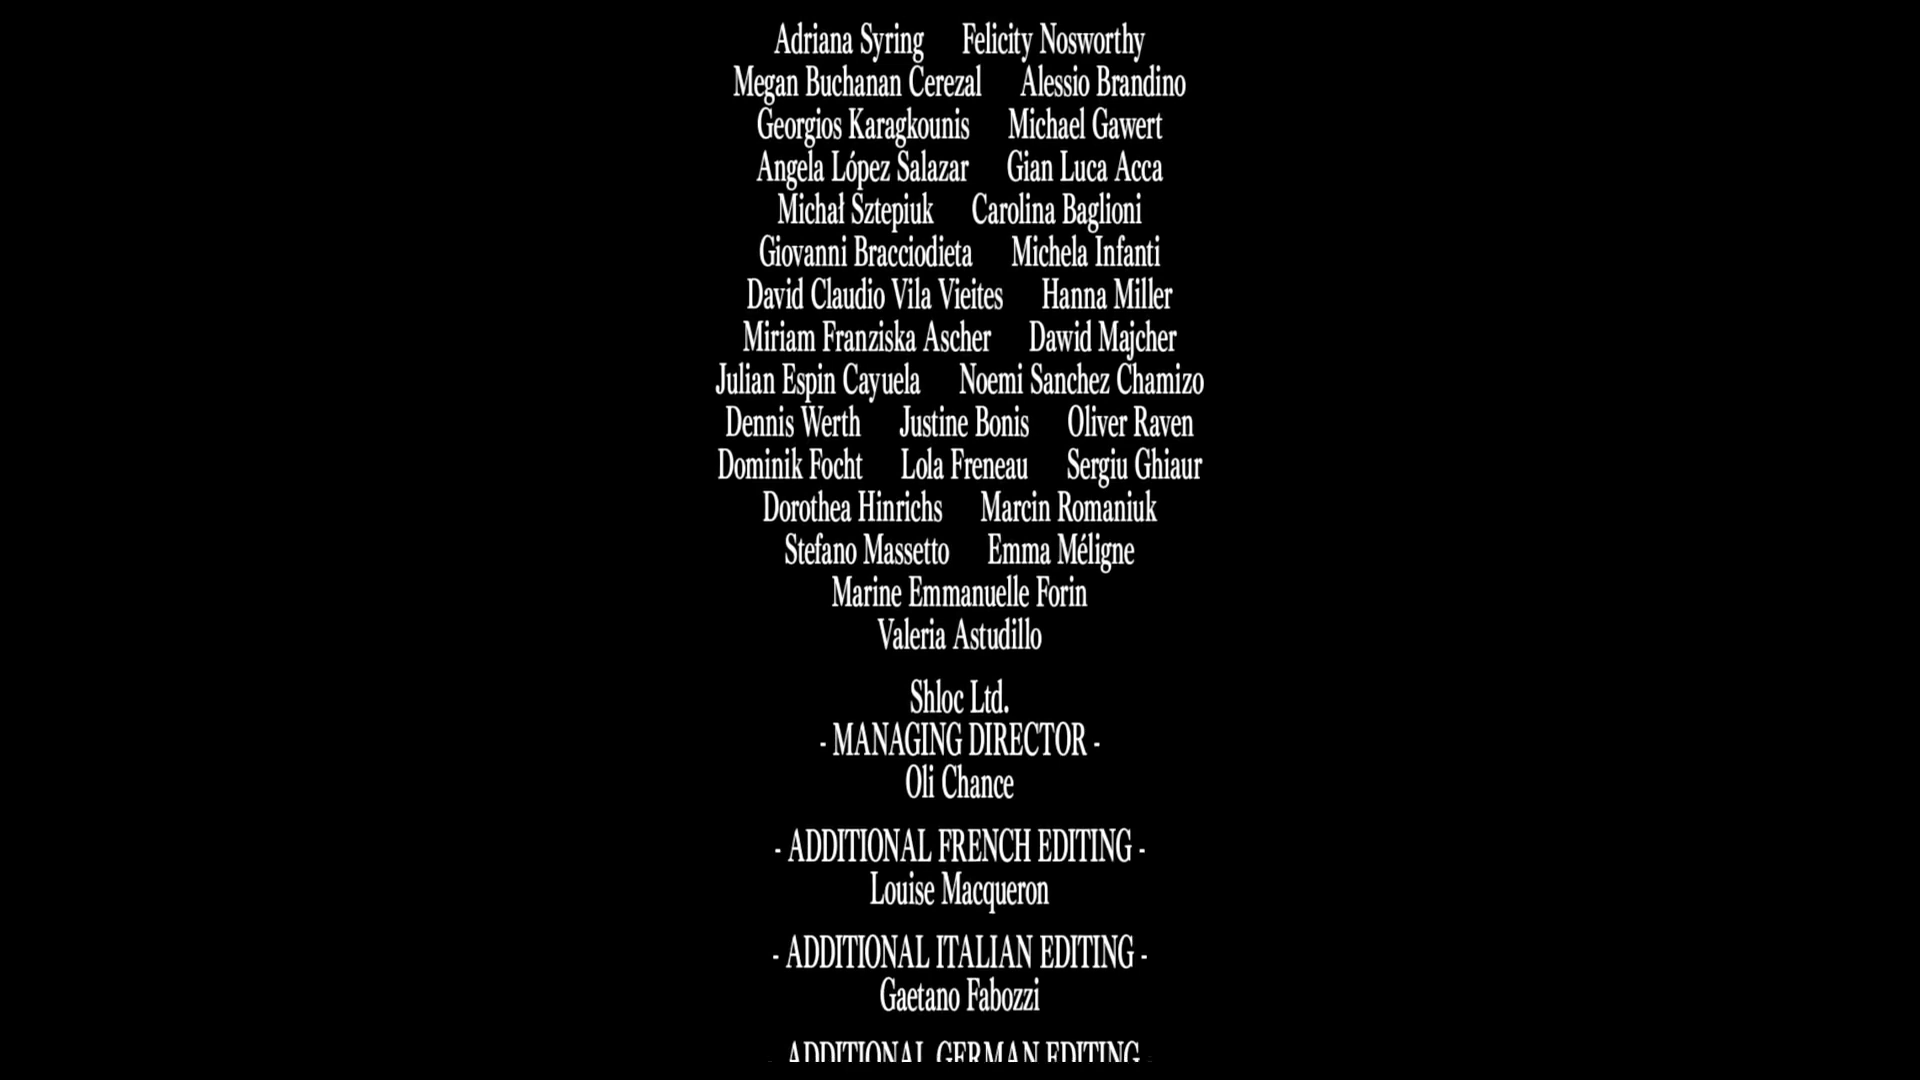 Adriana Syring Felicity Nosworthy
Megan Buchanan Cerezal Alessio Brandino
Georgios Karagkounis Michael Gawert
Angela López Salazar Gian Luca Acca
Michał Sztepiuk Carolina Baglioni
Giovanni Bracciodieta Michela Infanti
David Claudio Vila Vieites Hanna Miller
Miriam Franziska Ascher Dawid Majcher
Julian Espin Cayuela Noemi Sanchez Chamizo
Dennis Werth Justine Bonis Oliver Raven
Dominik Focht Lola Freneau Sergiu Ghiaur
Dorothea Hinrichs Marcin Romaniuk
Stefano Massetto Emma Méligne
Marine Emmanuelle Forin
Valeria Astudillo
Shloc Ltd.
- MANAGING DIRECTOR -
Oli Chance
- ADDITIONAL FRENCH EDITING -
Louise Macqueron
- ADDITIONAL ITALIAN EDITING -
Gaetano Fabozzi
- ADDITIONAL GERMAN EDITING -